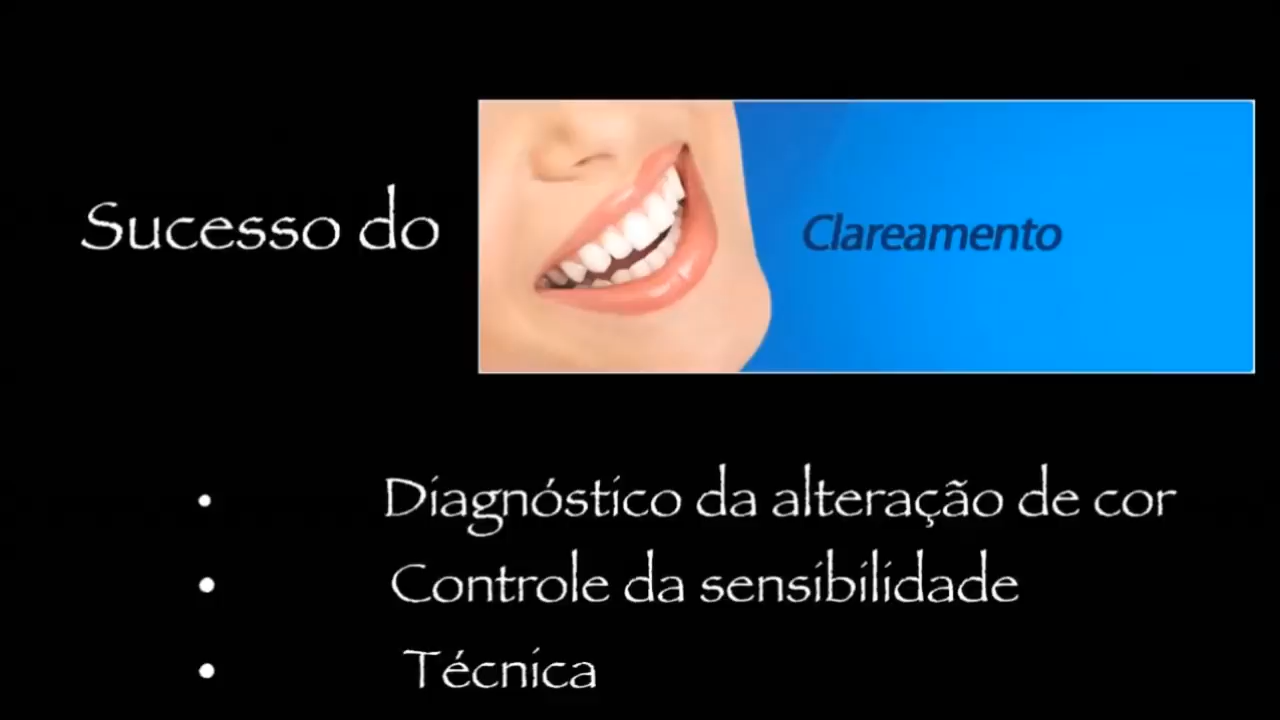 Sucesso do
Clareamento
• Diagnóstico da alteração de cor
• Controle da sensibilidade
• Técnica